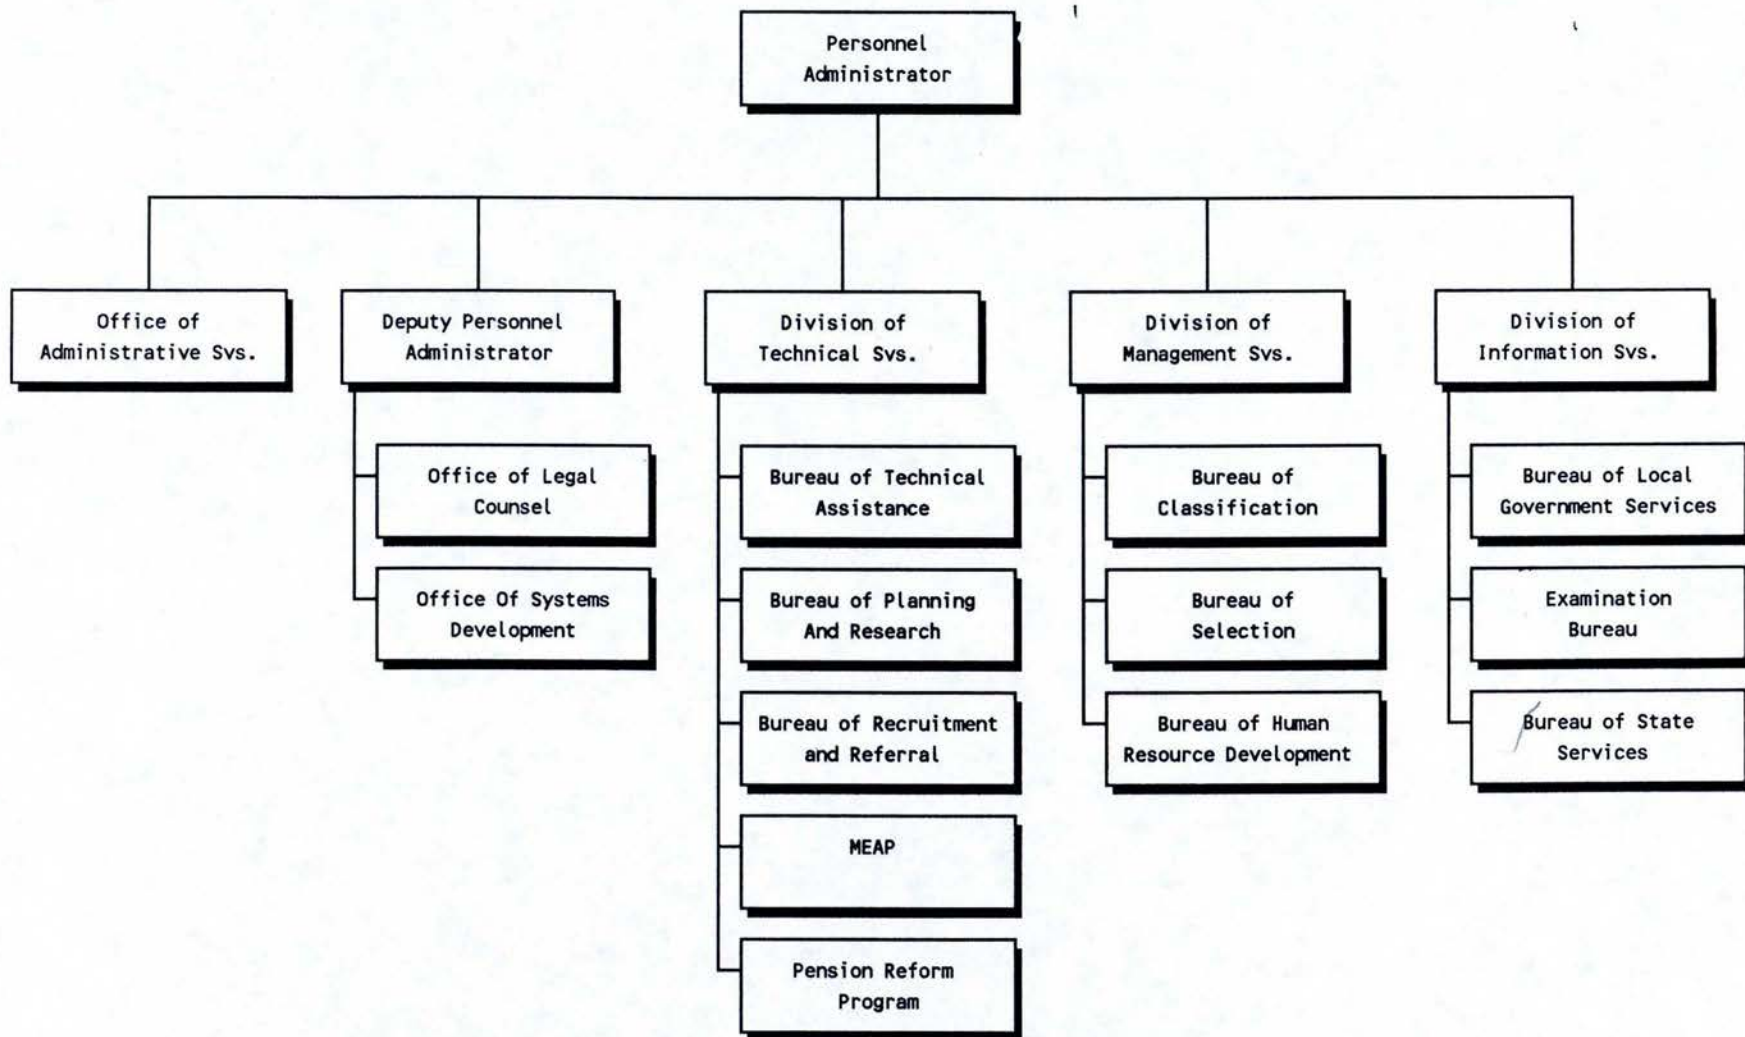 Personnel
Administrator
Office of
Administrative Svs.
Deputy Personnel
Administrator
Office of Legal
Counsel
Office Of Systems
Development
Division of
Technical Svs.
Bureau of Technical
Assistance
Bureau of Planning
And Research
Bureau of Recruitment
and Referral
MEAP
Pension Reform
Program
Division of
Management Svs.
Bureau of
Classification
Bureau of
Selection
Bureau of Human
Resource Development
Division of
Information Svs.
Bureau of Local
Government Services
Examination
Bureau
Bureau of State
Services